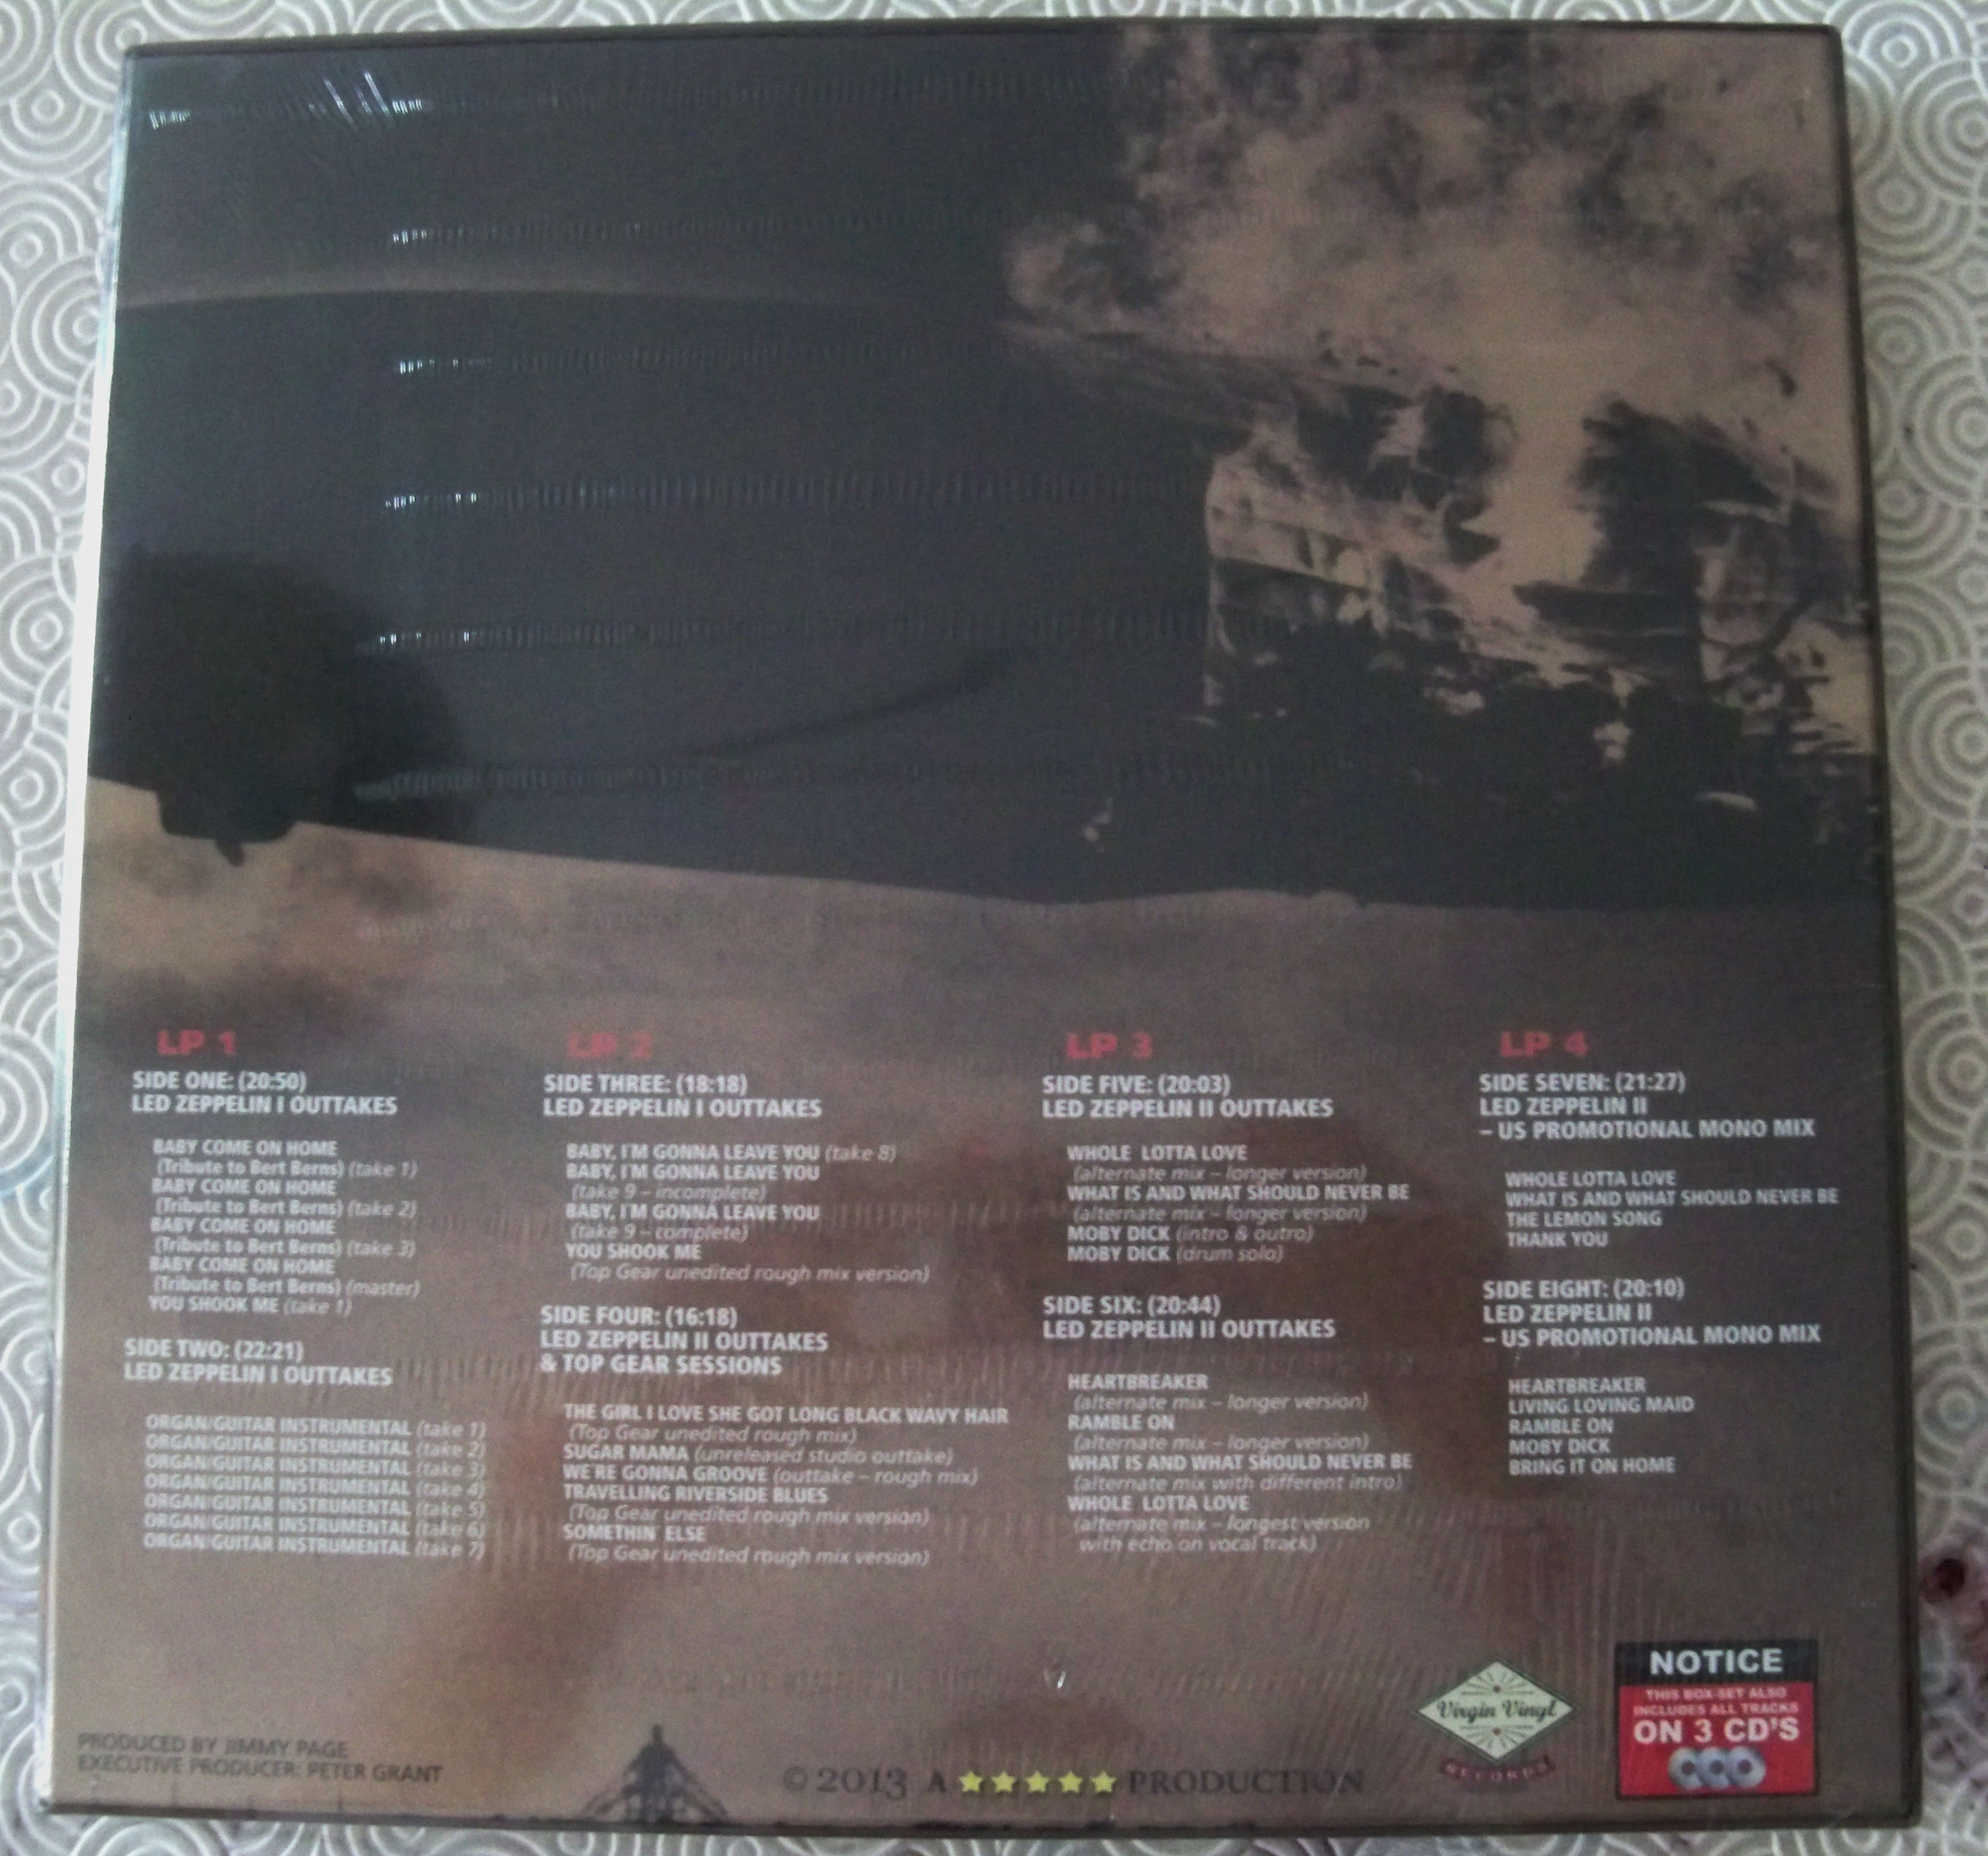 LP 1
SIDE ONE: (20:50)
LED ZEPPELIN I OUTTAKES
BABY COME ON HOME
(Tribute to Bert Berns) (take 1)
BABY COME ON HOME
(Tribute to Bert Berns) (take 2)
BABY COME ON HOME
(Tribute to Bert Berns) (take 3)
BABY COME ON HOME
(Tribute to Bert Berns) (master)
YOU SHOOK ME (take 1)
SIDE TWO: (22:21)
LED ZEPPELIN I OUTTAKES
ORGAN/GUITAR INSTRUMENTAL (take 1)
ORGAN/GUITAR INSTRUMENTAL (take 2)
ORGAN/GUITAR INSTRUMENTAL (take 3)
ORGAN/GUITAR INSTRUMENTAL (take 4)
ORGAN/GUITAR INSTRUMENTAL (take 5)
ORGAN/GUITAR INSTRUMENTAL (take 6)
ORGAN/GUITAR INSTRUMENTAL (take 7)
LP 2
SIDE THREE: (18:18)
LED ZEPPELIN I OUTTAKES
BABY, I'M GONNA LEAVE YOU (take 8)
BABY, I'M GONNA LEAVE YOU
(take 9 – incomplete)
BABY, I'M GONNA LEAVE YOU
(take 9 – complete)
YOU SHOOK ME
(Top Gear unedited rough mix version)
SIDE FOUR: (16:18)
LED ZEPPELIN II OUTTAKES
& TOP GEAR SESSIONS
THE GIRL I LOVE SHE GOT LONG BLACK WAVY HAIR
(Top Gear unedited rough mix)
SUGAR MAMA (unreleased studio outtake)
WE'RE GONNA GROOVE (outtake – rough mix)
TRAVELLING RIVERSIDE BLUES
(Top Gear unedited rough mix version)
SOMETHIN' ELSE
(Top Gear unedited rough mix version)
LP 3
SIDE FIVE: (20:03)
LED ZEPPELIN II OUTTAKES
WHOLE LOTTA LOVE
(alternate mix – longer version)
WHAT IS AND WHAT SHOULD NEVER BE
(alternate mix – longer version)
MOBY DICK (intro & outro)
MOBY DICK (drum solo)
SIDE SIX: (20:44)
LED ZEPPELIN II OUTTAKES
HEARTBREAKER
(alternate mix – longer version)
RAMBLE ON
(alternate mix – longer version)
WHAT IS AND WHAT SHOULD NEVER BE
(alternate mix with different intro)
WHOLE LOTTA LOVE
(alternate mix – longest version
with echo on vocal track)
LP 4
SIDE SEVEN: (21:27)
LED ZEPPELIN II
– US PROMOTIONAL MONO MIX
WHOLE LOTTA LOVE
WHAT IS AND WHAT SHOULD NEVER BE
THE LEMON SONG
THANK YOU
SIDE EIGHT: (20:10)
LED ZEPPELIN II
– US PROMOTIONAL MONO MIX
HEARTBREAKER
LIVING LOVING MAID
RAMBLE ON
MOBY DICK
BRING IT ON HOME
PRODUCED BY JIMMY PAGE
EXECUTIVE PRODUCER: PETER GRANT
© 2013 A ★★★★★ PRODUCTION
Virgin Vinyl
RECORDS
NOTICE
THIS BOX-SET ALSO
INCLUDES ALL TRACKS
ON 3 CD'S